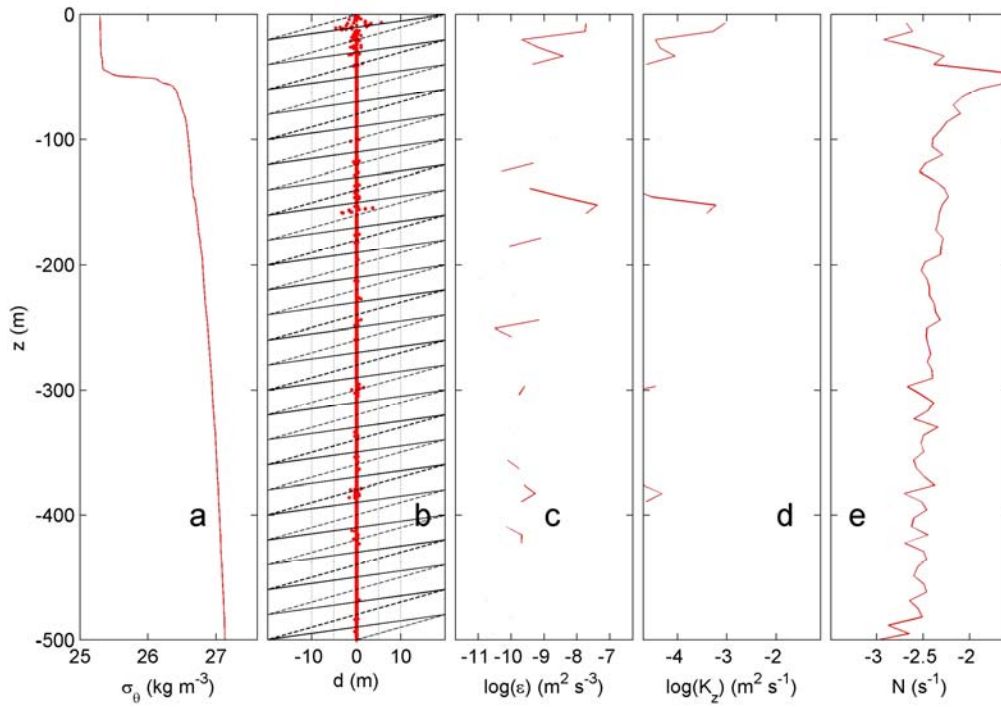 0
-100
-200
-300
-400
-500
z (m)
a
b
c
d
e
25 26 27
-10 0 10
-11 -10 -9 -8 -7
-4 -3 -2 -1
-3 -2.5 -2
σθ (kg m-3)
d (m)
log(ε) (m2 s-3)
log(Kz) (m2 s-1)
N (s-1)